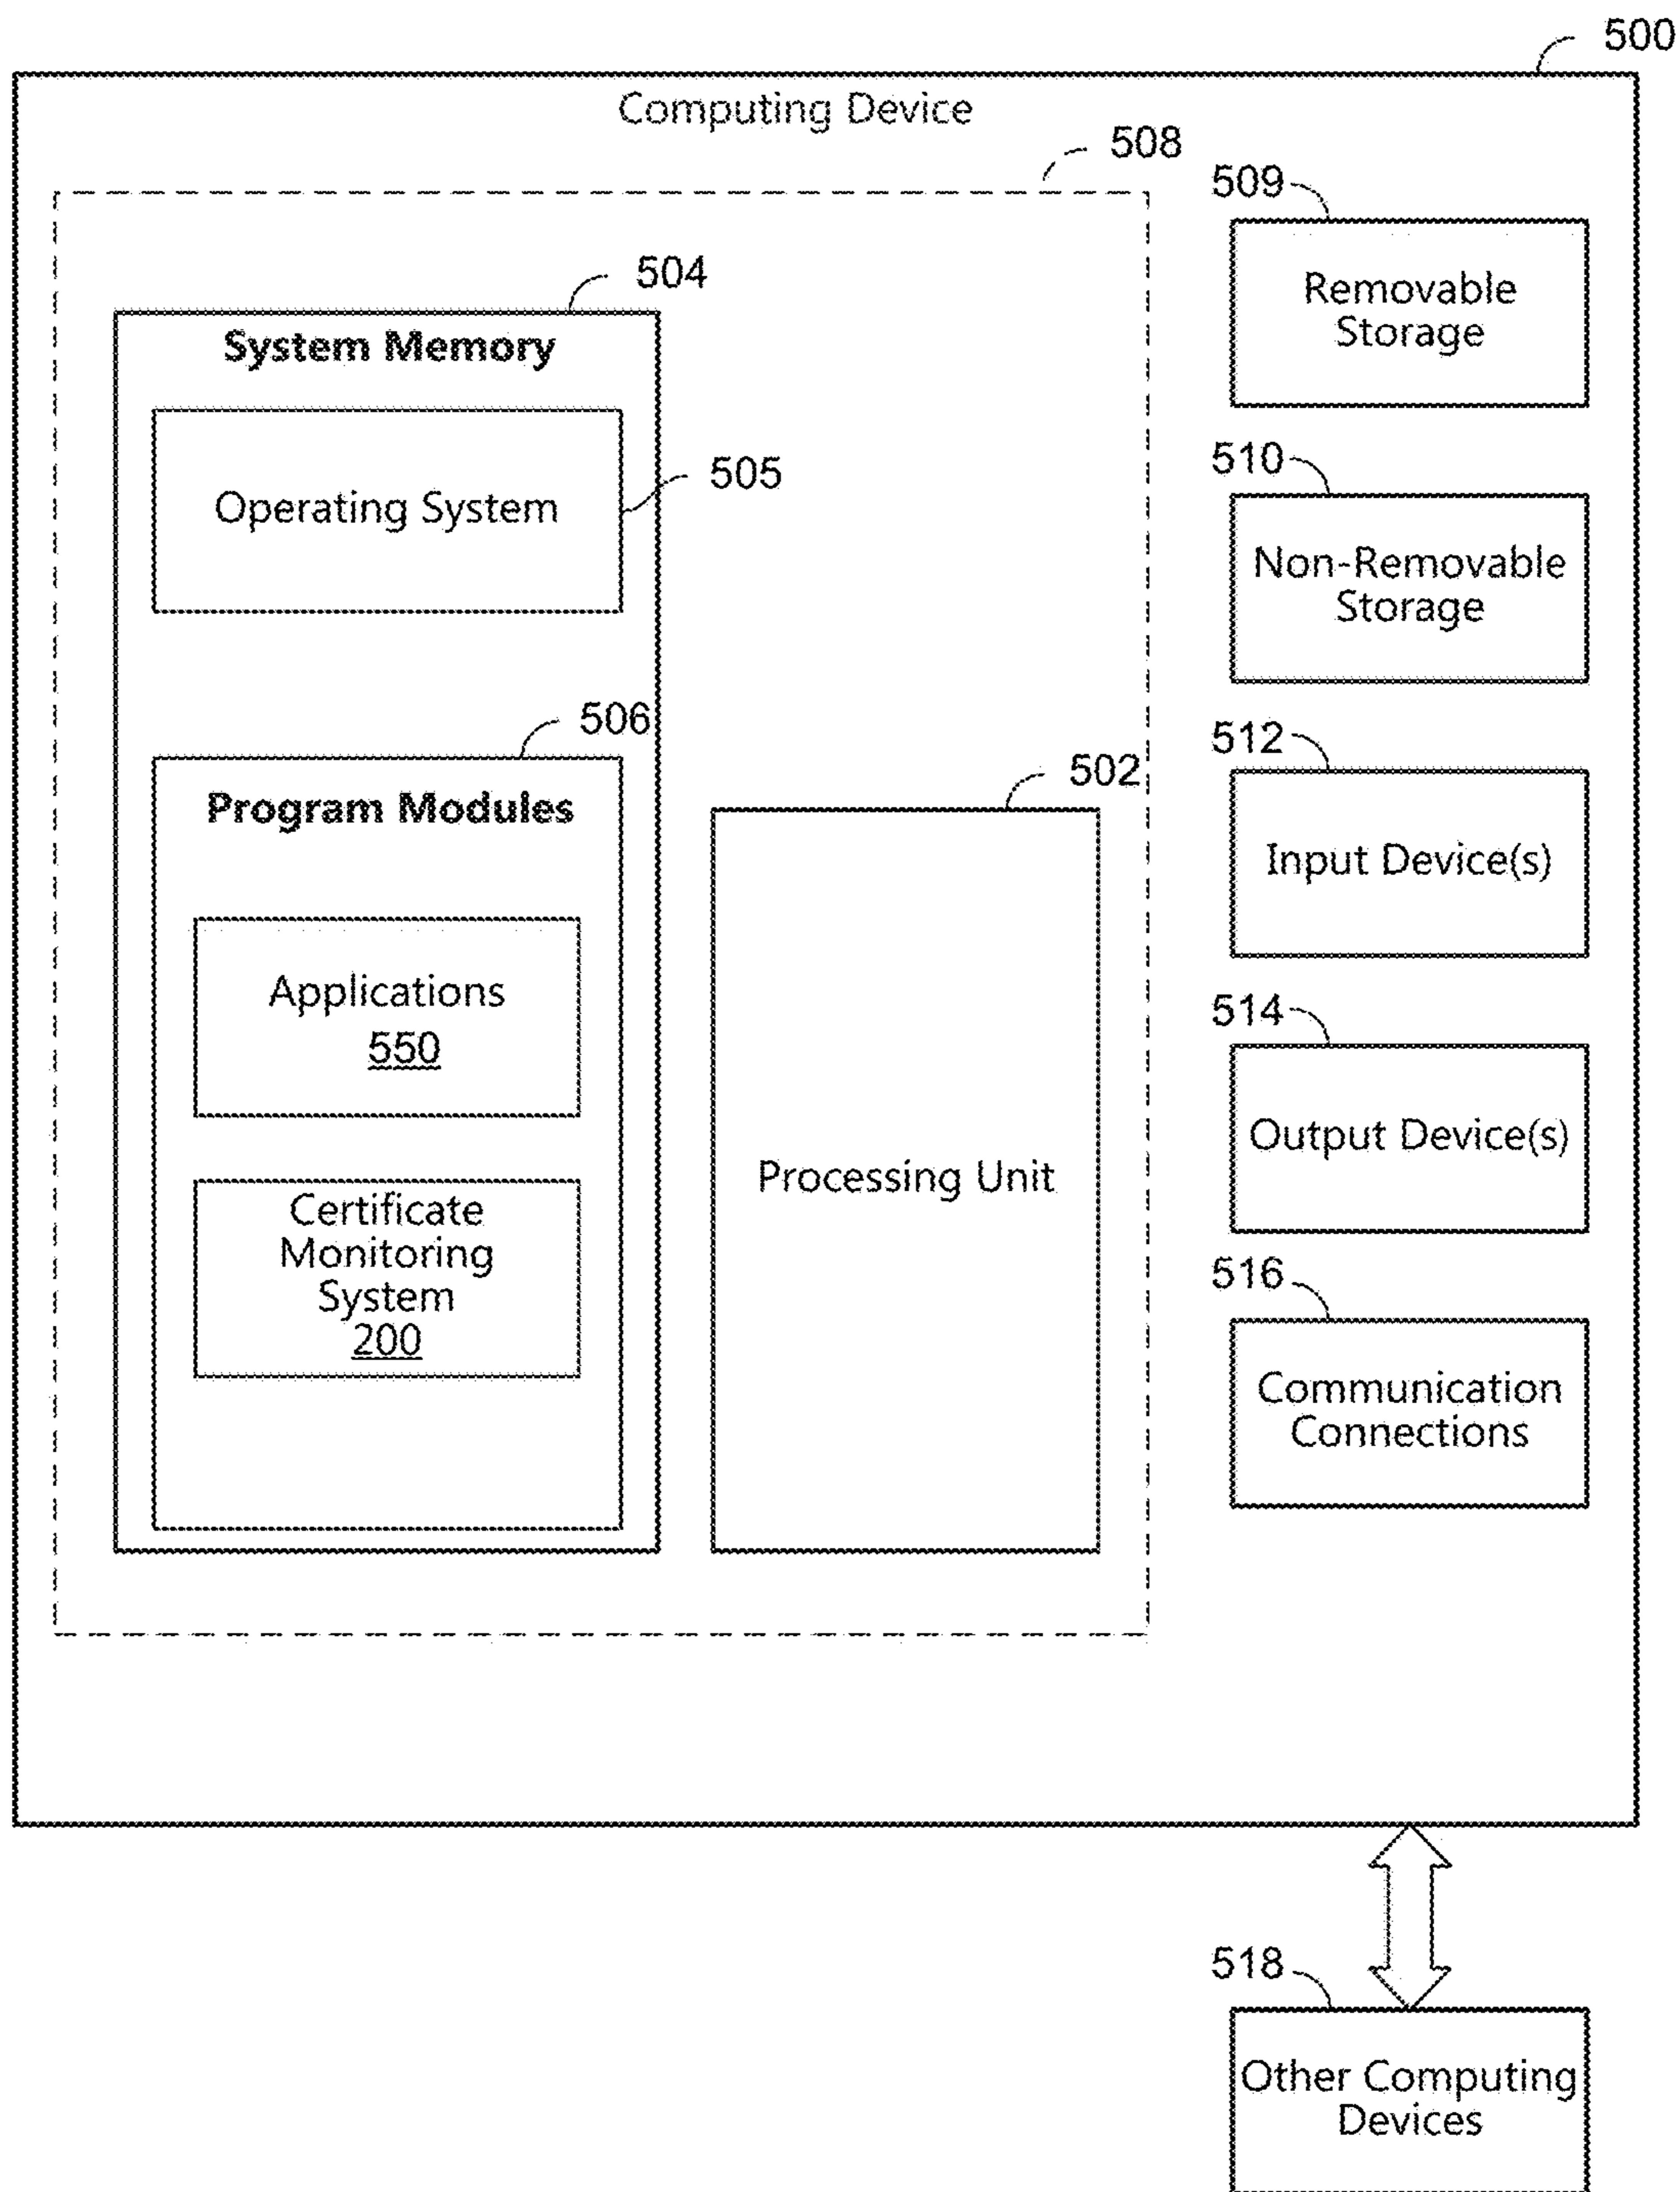 500
Computing Device
508
504
System Memory
Operating System
505
506
Program Modules
Applications
550
Certificate
Monitoring
System
200
502
Processing Unit
509
Removable
Storage
510
Non-Removable
Storage
512
Input Device(s)
514
Output Device(s)
516
Communication
Connections
518
Other Computing
Devices